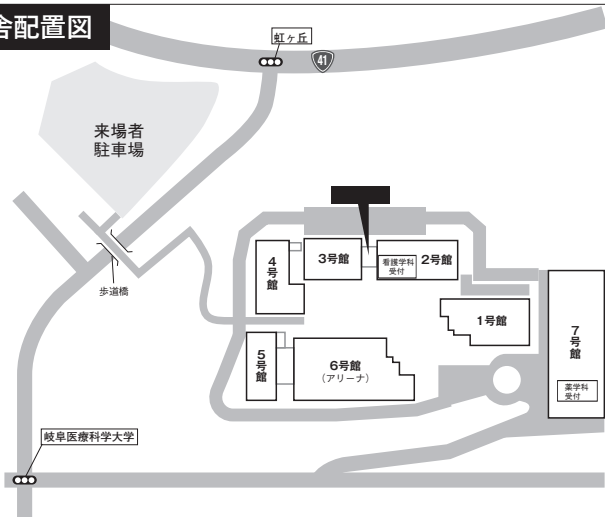 舎配置図
虹ヶ丘
41
来場者
駐車場
歩道橋
4号館
3号館
看護学科
受付
2号館
1号館
7号館
薬学科
受付
5号館
6号館
(アリーナ)
岐阜医療科学大学